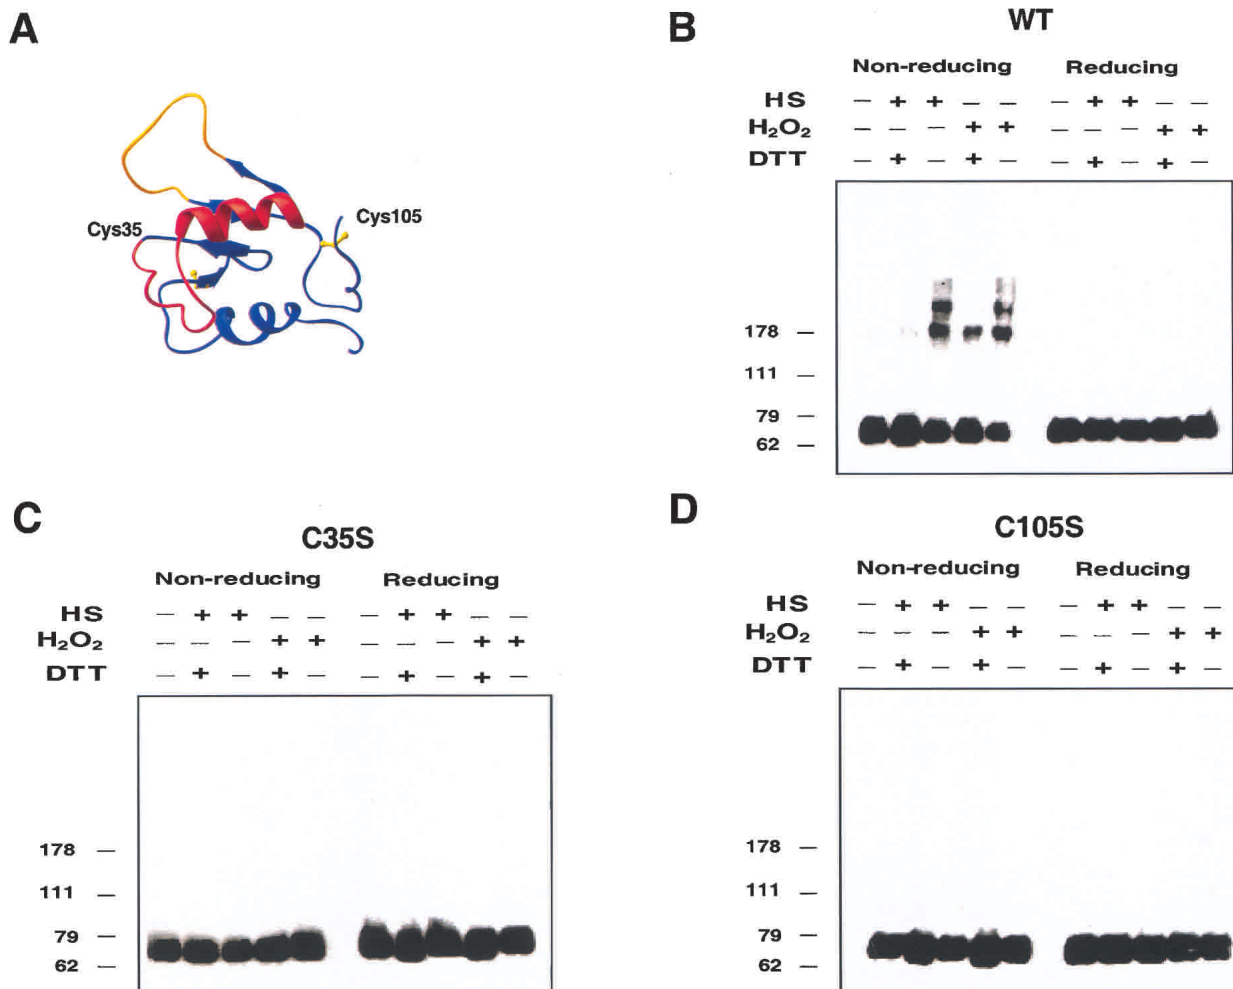 A
Cys35
Cys105
B
WT
Non-reducing Reducing
HS – + + – – – + + – –
H₂O₂ – – – + + – – – + +
DTT – + – + – – + – + –
178 –
111 –
79 –
62 –
C
C35S
Non-reducing Reducing
HS – + + – – – + + – –
H₂O₂ – – – + + – – – + +
DTT – + – + – – + – + –
178 –
111 –
79 –
62 –
D
C105S
Non-reducing Reducing
HS – + + – – – + + – –
H₂O₂ – – – + + – – – + +
DTT – + – + – – + – + –
178 –
111 –
79 –
62 –